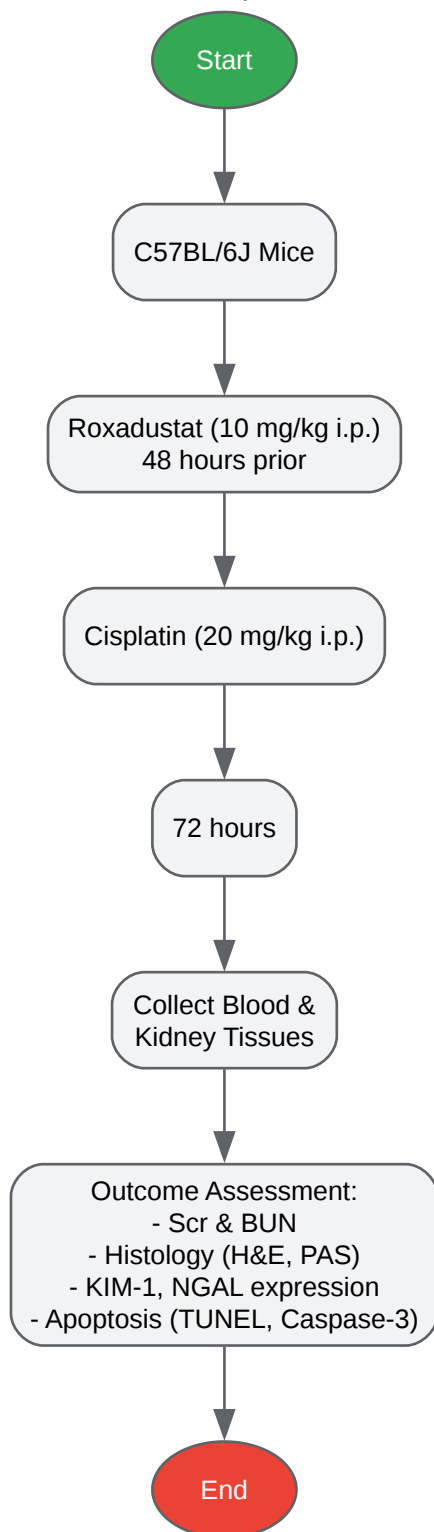 Start
C57BL/6J Mice
Roxadustat (10 mg/kg i.p.)
48 hours prior
Cisplatin (20 mg/kg i.p.)
72 hours
Collect Blood &
Kidney Tissues
Outcome Assessment:
- Scr & BUN
- Histology (H&E, PAS)
- KIM-1, NGAL expression
- Apoptosis (TUNEL, Caspase-3)
End